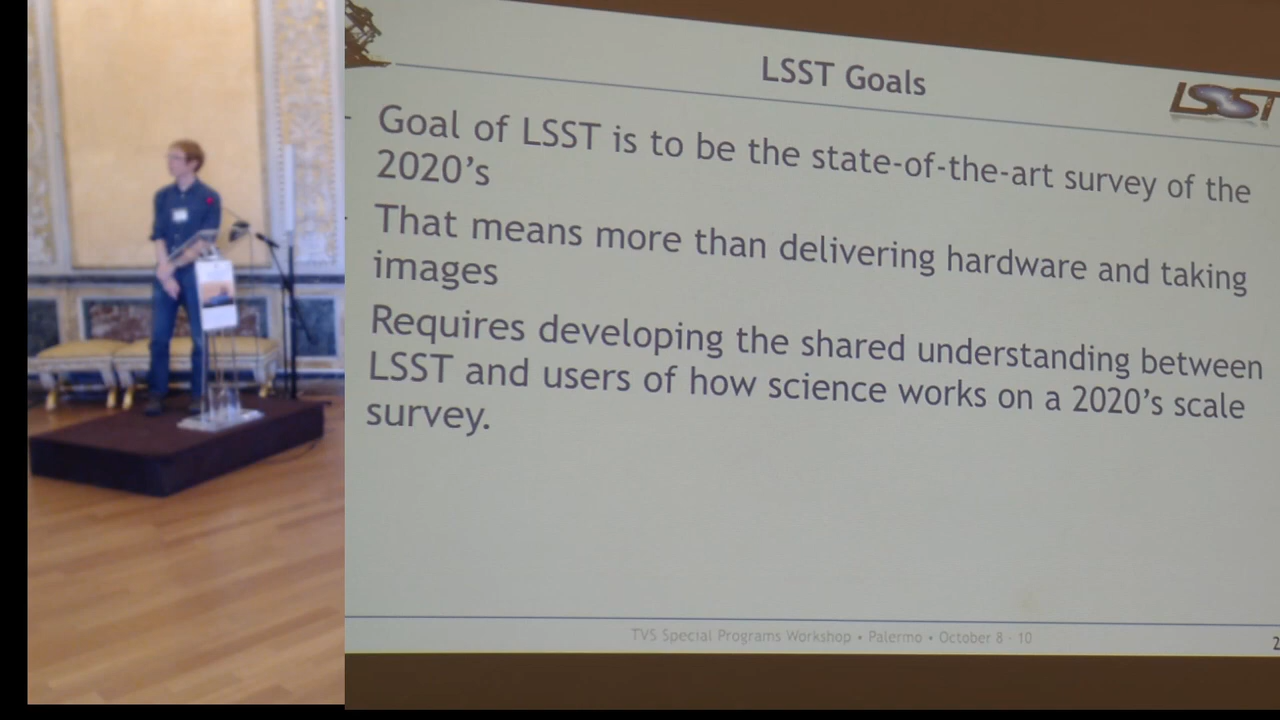 LSST Goals
LSST
Goal of LSST is to be the state-of-the-art survey of the
2020's
That means more than delivering hardware and taking
images
Requires developing the shared understanding between
LSST and users of how science works on a 2020's scale
survey.
TVS Special Programs Workshop • Palermo • October 8 - 10
2